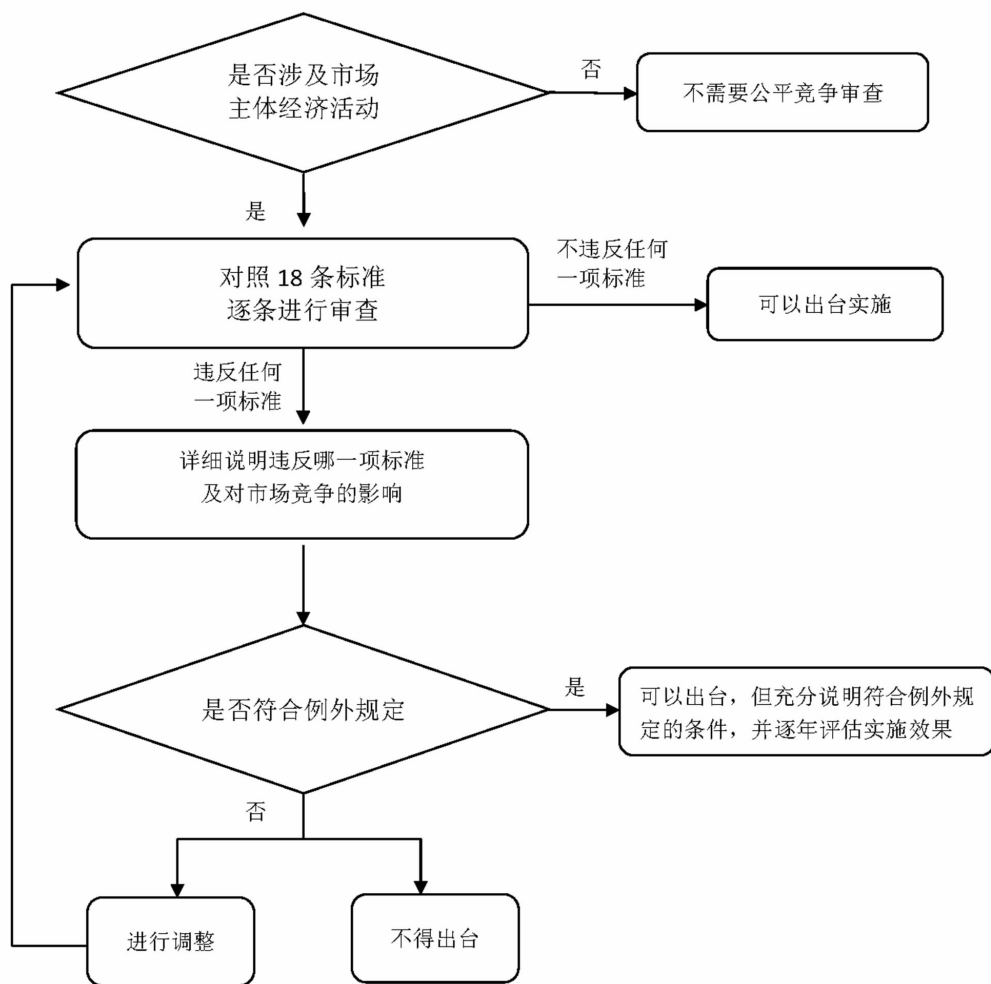 是否涉及市场
主体经济活动
否
不需要公平竞争审查
是
对照 18 条标准
逐条进行审查
不违反任何
一项标准
可以出台实施
违反任何
一项标准
详细说明违反哪一项标准
及对市场竞争的影响
是否符合例外规定
是
可以出台，但充分说明符合例外规
定的条件，并逐年评估实施效果
否
进行调整
不得出台